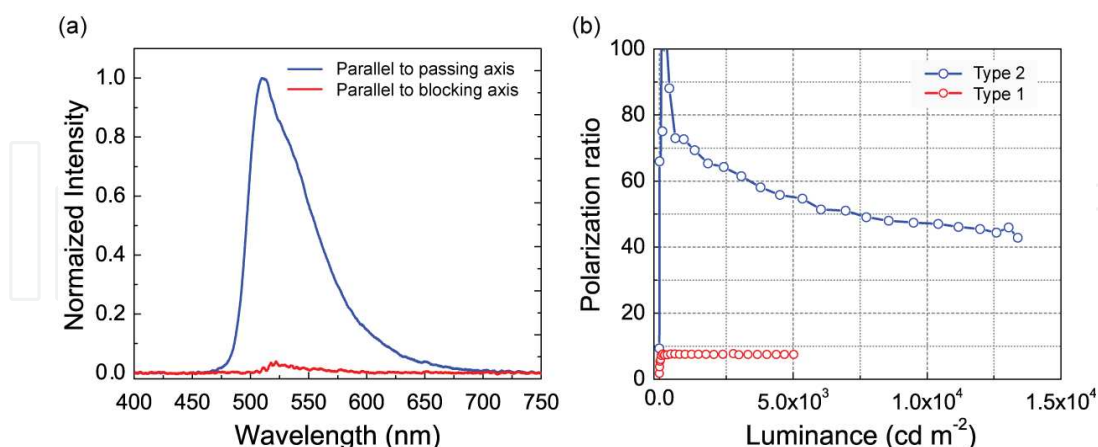 (a)
Normaized Intensity
1.0
0.8
0.6
0.4
0.2
0.0
Parallel to passing axis
Parallel to blocking axis
400 450 500 550 600 650 700 750
Wavelength (nm)
(b)
Polarization ratio
100
80
60
40
20
10
0
Type 2
Type 1
0.0 5.0x10³ 1.0x10⁴ 1.5x10⁴
Luminance (cd m⁻²)